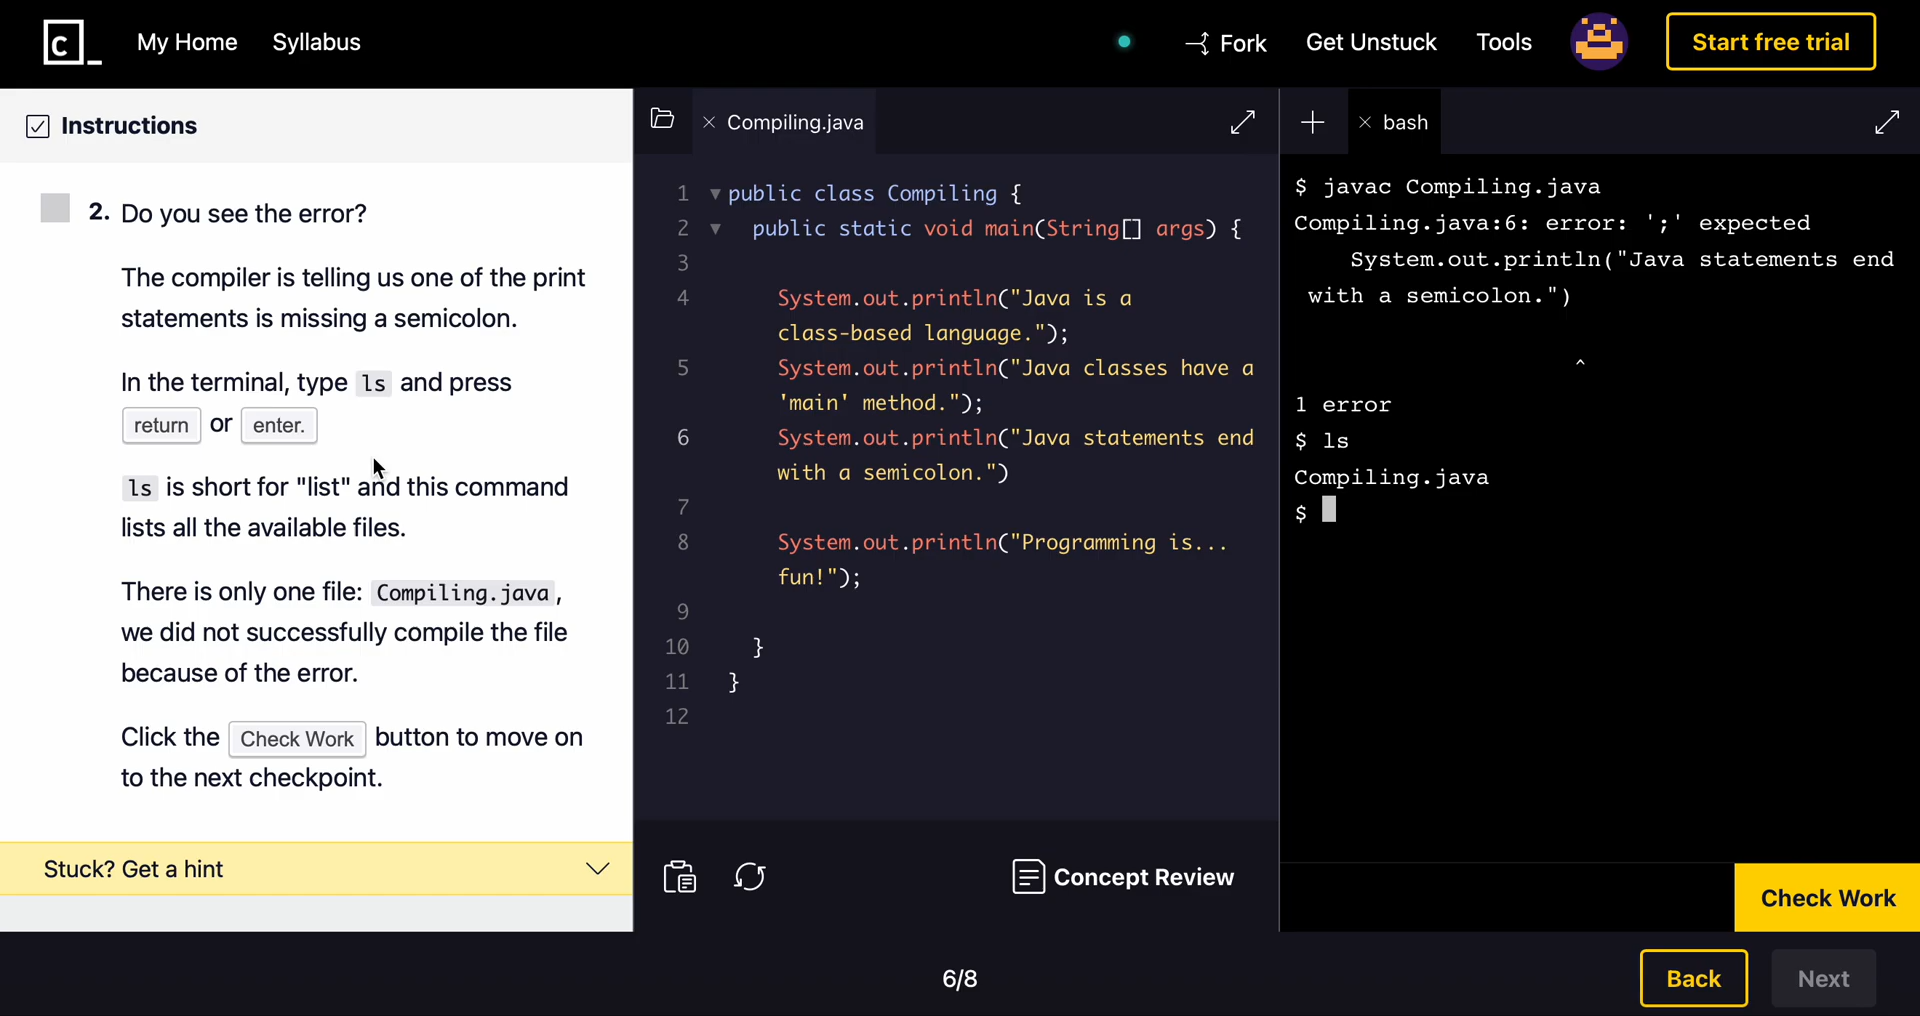 c_ My Home Syllabus Fork Get Unstuck Tools Start free trial
Instructions
2. Do you see the error?
The compiler is telling us one of the print
statements is missing a semicolon.
In the terminal, type ls and press
return or enter.
ls is short for "list" and this command
lists all the available files.
There is only one file: Compiling.java,
we did not successfully compile the file
because of the error.
Click the Check Work button to move on
to the next checkpoint.
Stuck? Get a hint
Compiling.java
1 public class Compiling {
2 public static void main(String[] args) {
3
4 System.out.println("Java is a
class-based language.");
5 System.out.println("Java classes have a
'main' method.");
6 System.out.println("Java statements end
with a semicolon.")
7
8 System.out.println("Programming is...
fun!");
9
10 }
11 }
12
Concept Review
bash
$ javac Compiling.java
Compiling.java:6: error: ';' expected
System.out.println("Java statements end
with a semicolon.")
^
1 error
$ ls
Compiling.java
$
Check Work
6/8
Back Next